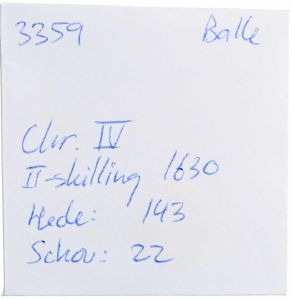 3359 Balle
Chr. IV
II-skilling 1630
Hede: 143
Schou: 22